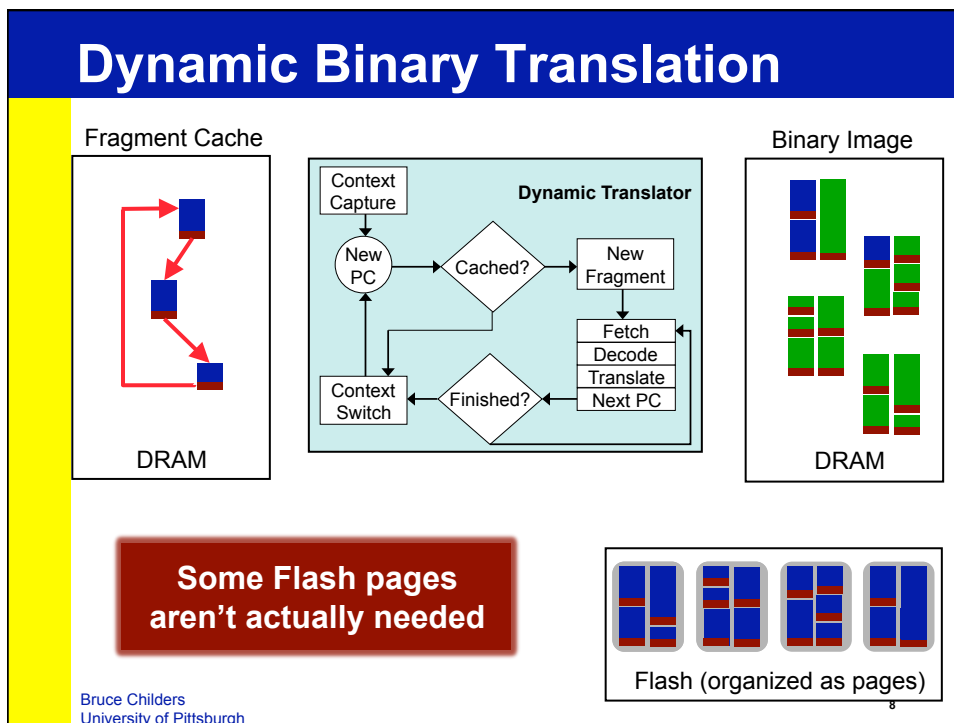 Dynamic Binary Translation
Fragment Cache
DRAM
Dynamic Translator
Context
Capture
New
PC
Cached?
New
Fragment
Fetch
Decode
Translate
Next PC
Finished?
Context
Switch
Binary Image
DRAM
Some Flash pages
aren't actually needed
Flash (organized as pages)
Bruce Childers
University of Pittsburgh
8